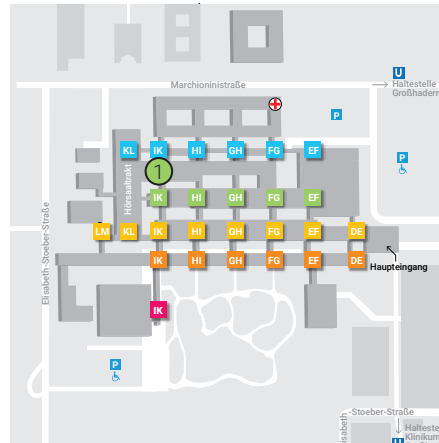 U
Marchioninistraße
Haltestelle
Großhadern
P
P
KL IK HI GH FG EF
1
IK HI GH FG EF
Hörsaaltrakt
Elisabeth-Stoeber-Straße
LM KL IK HI GH FG EF DE
IK HI GH FG EF DE
Haupteingang
IK
P
-Stoeber-Straße
Halteste
Klinikum
U